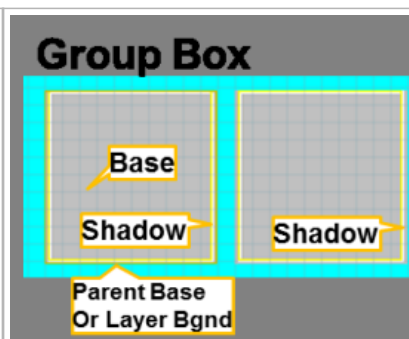 Group Box
Base
Shadow
Shadow
Parent Base
Or Layer Bgnd